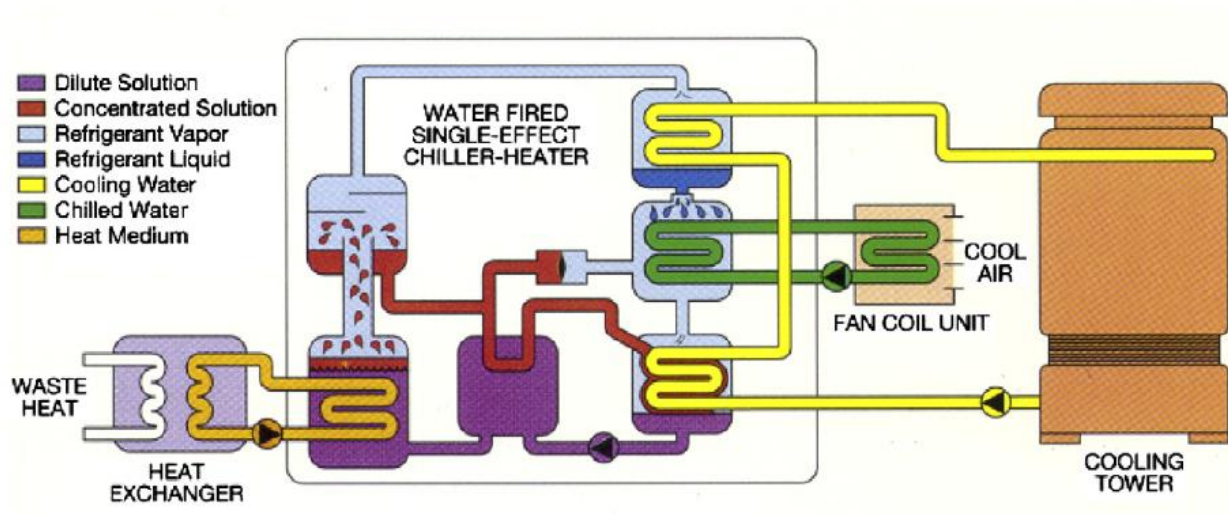 Dilute Solution
Concentrated Solution
Refrigerant Vapor
Refrigerant Liquid
Cooling Water
Chilled Water
Heat Medium
WATER FIRED
SINGLE-EFFECT
CHILLER-HEATER
COOL
AIR
FAN COIL UNIT
WASTE
HEAT
HEAT
EXCHANGER
COOLING
TOWER